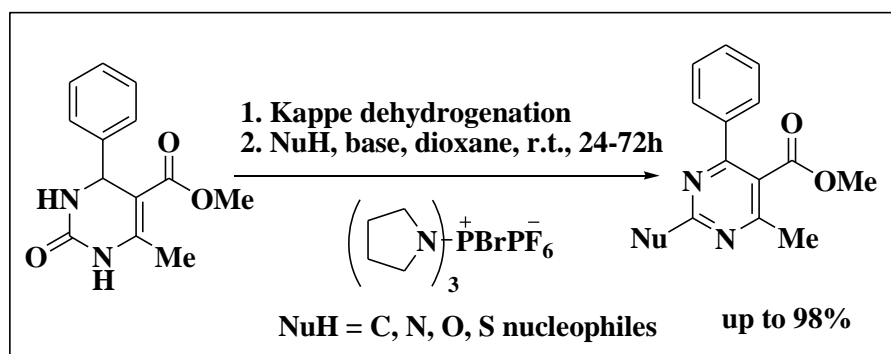 1. Kappe dehydrogenation
2. NuH, base, dioxane, r.t., 24-72h
O
OMe
HN
O
N
H
Me
N
+
PBrPF6
−
3
NuH = C, N, O, S nucleophiles
O
OMe
N
Nu
N
Me
up to 98%